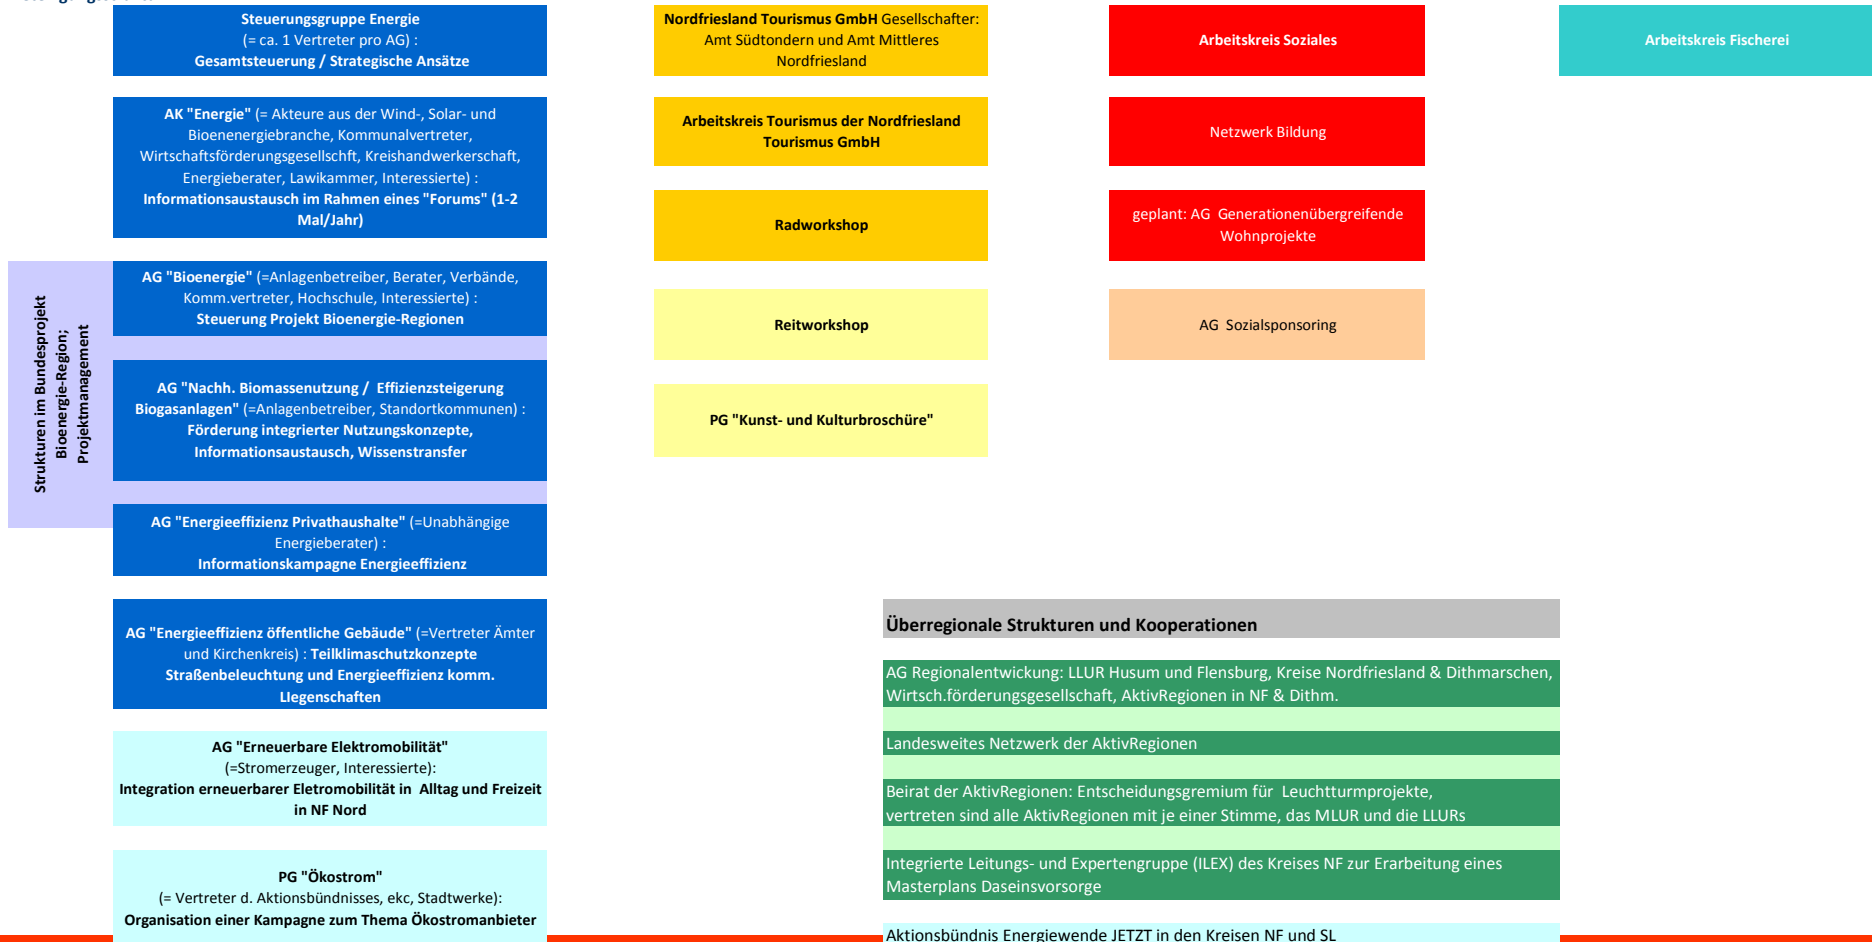 Steuerungsgruppe Energie
(= ca. 1 Vertreter pro AG) :
Gesamtsteuerung / Strategische Ansätze
AK "Energie" (= Akteure aus der Wind-, Solar- und
Bioenenergiebranche, Kommunalvertreter,
Wirtschaftsförderungsgesellschft, Kreishandwerkerschaft,
Energieberater, Lawikammer, Interessierte) :
Informationsaustausch im Rahmen eines "Forums" (1-2
Mal/Jahr)
Strukturen im Bundesprojekt
Bioenergie-Region;
Projektmanagement
AG "Bioenergie" (=Anlagenbetreiber, Berater, Verbände,
Komm.vertreter, Hochschule, Interessierte) :
Steuerung Projekt Bioenergie-Regionen
AG "Nachh. Biomassenutzung / Effizienzsteigerung
Biogasanlagen" (=Anlagenbetreiber, Standortkommunen) :
Förderung integrierter Nutzungskonzepte,
Informationsaustausch, Wissenstransfer
AG "Energieeffizienz Privathaushalte" (=Unabhängige
Energieberater) :
Informationskampagne Energieeffizienz
AG "Energieeffizienz öffentliche Gebäude" (=Vertreter Ämter
und Kirchenkreis) : Teilklimaschutzkonzepte
Straßenbeleuchtung und Energieeffizienz komm.
LIegenschaften
AG "Erneuerbare Elektromobilität"
(=Stromerzeuger, Interessierte):
Integration erneuerbarer Eletromobilität in Alltag und Freizeit
in NF Nord
PG "Ökostrom"
(= Vertreter d. Aktionsbündnisses, ekc, Stadtwerke):
Organisation einer Kampagne zum Thema Ökostromanbieter
Nordfriesland Tourismus GmbH Gesellschafter:
Amt Südtondern und Amt Mittleres
Nordfriesland
Arbeitskreis Tourismus der Nordfriesland
Tourismus GmbH
Radworkshop
Reitworkshop
PG "Kunst- und Kulturbroschüre"
Arbeitskreis Soziales
Netzwerk Bildung
geplant: AG Generationenübergreifende
Wohnprojekte
AG Sozialsponsoring
Arbeitskreis Fischerei
Überregionale Strukturen und Kooperationen
AG Regionalentwickung: LLUR Husum und Flensburg, Kreise Nordfriesland & Dithmarschen,
Wirtsch.förderungsgesellschaft, AktivRegionen in NF & Dithm.
Landesweites Netzwerk der AktivRegionen
Beirat der AktivRegionen: Entscheidungsgremium für Leuchtturmprojekte,
vertreten sind alle AktivRegionen mit je einer Stimme, das MLUR und die LLURs
Integrierte Leitungs- und Expertengruppe (ILEX) des Kreises NF zur Erarbeitung eines
Masterplans Daseinsvorsorge
Aktionsbündnis Energiewende JETZT in den Kreisen NF und SL